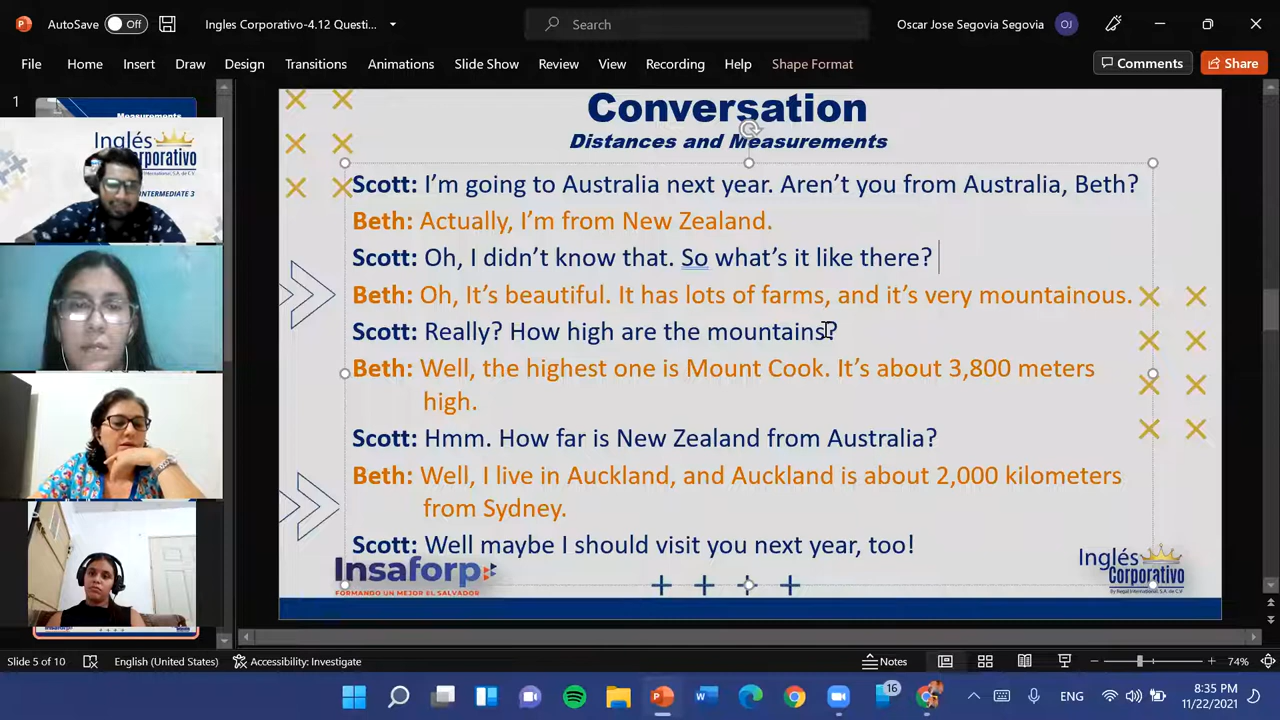 AutoSave Off
Ingles Corporativo-4.12 Questi...
Search
Oscar Jose Segovia Segovia
OJ
File Home Insert Draw Design Transitions Animations Slide Show Review View Recording Help Shape Format
Comments
Share
1
Measurements
Inglés
Corporativo
INTERMEDIATE 3
Conversation
Distances and Measurements
Scott: I'm going to Australia next year. Aren't you from Australia, Beth?
Beth: Actually, I'm from New Zealand.
Scott: Oh, I didn't know that. So what's it like there?
Beth: Oh, It's beautiful. It has lots of farms, and it's very mountainous.
Scott: Really? How high are the mountains?
Beth: Well, the highest one is Mount Cook. It's about 3,800 meters
high.
Scott: Hmm. How far is New Zealand from Australia?
Beth: Well, I live in Auckland, and Auckland is about 2,000 kilometers
from Sydney.
Scott: Well maybe I should visit you next year, too!
Insaforp
FORMANDO UN MEJOR EL SALVADOR
Inglés
Corporativo
By Regal International, S.A. de C.V.
Slide 5 of 10
English (United States)
Accessibility: Investigate
Notes
74%
16
ENG
8:35 PM
11/22/2021